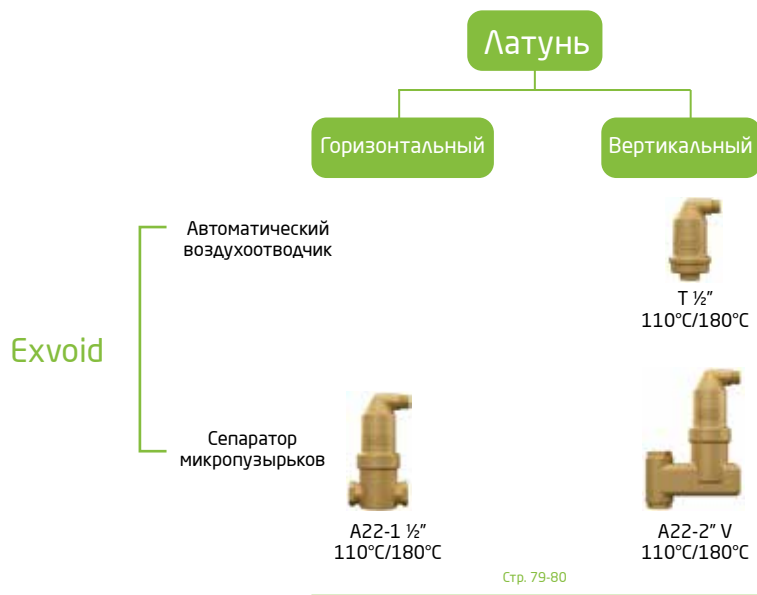 Латунь
Горизонтальный
Вертикальный
Автоматический
воздухоотводчик
T ½"
110°C/180°C
Exvoid
Сепаратор
микропузырьков
A22-1 ½"
110°C/180°C
A22-2" V
110°C/180°C
Стр. 79-80